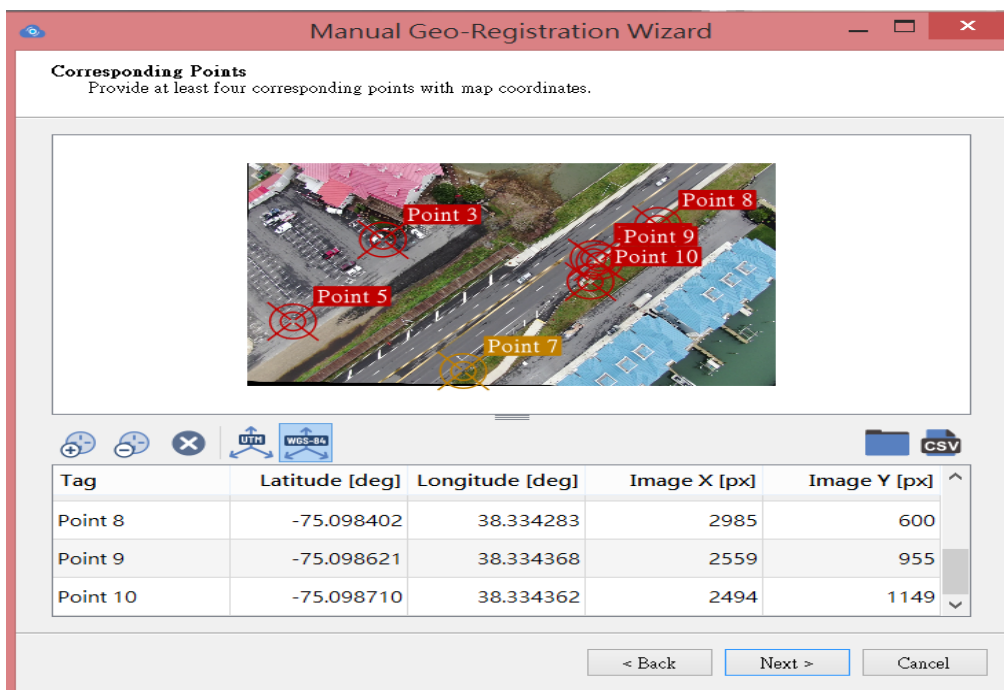 Manual Geo-Registration Wizard
Corresponding Points
Provide at least four corresponding points with map coordinates.
Point 8
Point 3
Point 9
Point 10
Point 5
Point 7
UTM WGS-84 CSV
Tag Latitude [deg] Longitude [deg] Image X [px] Image Y [px]
Point 8 -75.098402 38.334283 2985 600
Point 9 -75.098621 38.334368 2559 955
Point 10 -75.098710 38.334362 2494 1149
< Back Next > Cancel